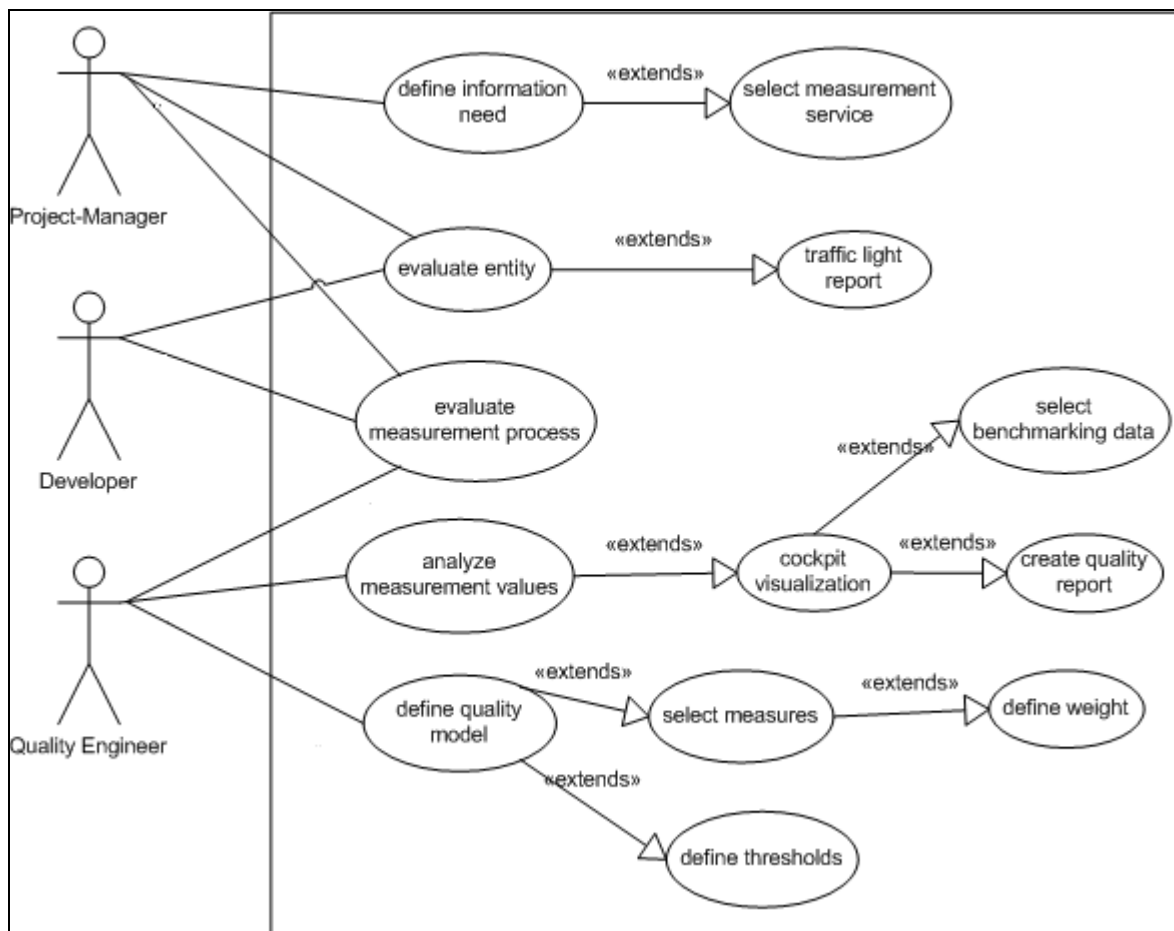 «extends»
define information
need
select measurement
service
Project-Manager
«extends»
evaluate entity
traffic light
report
Developer
evaluate
measurement process
select
benchmarking data
«extends»
analyze
measurement values
«extends»
cockpit
visualization
«extends»
create quality
report
Quality Engineer
define quality
model
«extends»
select measures
«extends»
define weight
«extends»
define thresholds